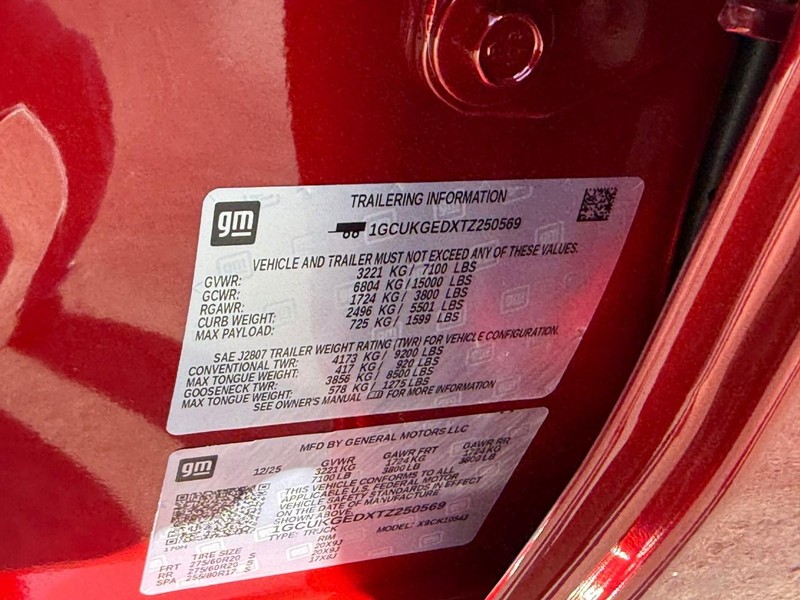 gm
TRAILERING INFORMATION
1GCUKGEDXTZ250569
VEHICLE AND TRAILER MUST NOT EXCEED ANY OF THESE VALUES.
GVWR: 3221 KG / 7100 LBS
GCWR: 6804 KG / 15000 LBS
RGAWR: 1724 KG / 3800 LBS
CURB WEIGHT: 2496 KG / 5501 LBS
MAX PAYLOAD: 725 KG / 1599 LBS
SAE J2807 TRAILER WEIGHT RATING (TWR) FOR VEHICLE CONFIGURATION.
CONVENTIONAL TWR: 4173 KG / 9200 LBS
MAX TONGUE WEIGHT: 417 KG / 920 LBS
GOOSENECK TWR: 3856 KG / 8500 LBS
MAX TONGUE WEIGHT: 578 KG / 1275 LBS
SEE OWNER'S MANUAL FOR MORE INFORMATION
gm
MFD BY GENERAL MOTORS LLC
12/25 GVWR GAWR FRT GAWR RR
3221KG 1724KG 1724KG
7100LB 3800LB 3800LB
THIS VEHICLE CONFORMS TO ALL
APPLICABLE U.S. FEDERAL MOTOR
VEHICLE SAFETY STANDARDS IN EFFECT
ON THE DATE OF MANUFACTURE
SHOWN ABOVE.
1GCUKGEDXTZ250569
TYPE: TRUCK MODEL: X9CK10543
170H
TIRE SIZE RIM
FRT 275/60R20 S 20X9J
RR 275/60R20 S 20X9J
SPA 255/80R17 S 17X8J